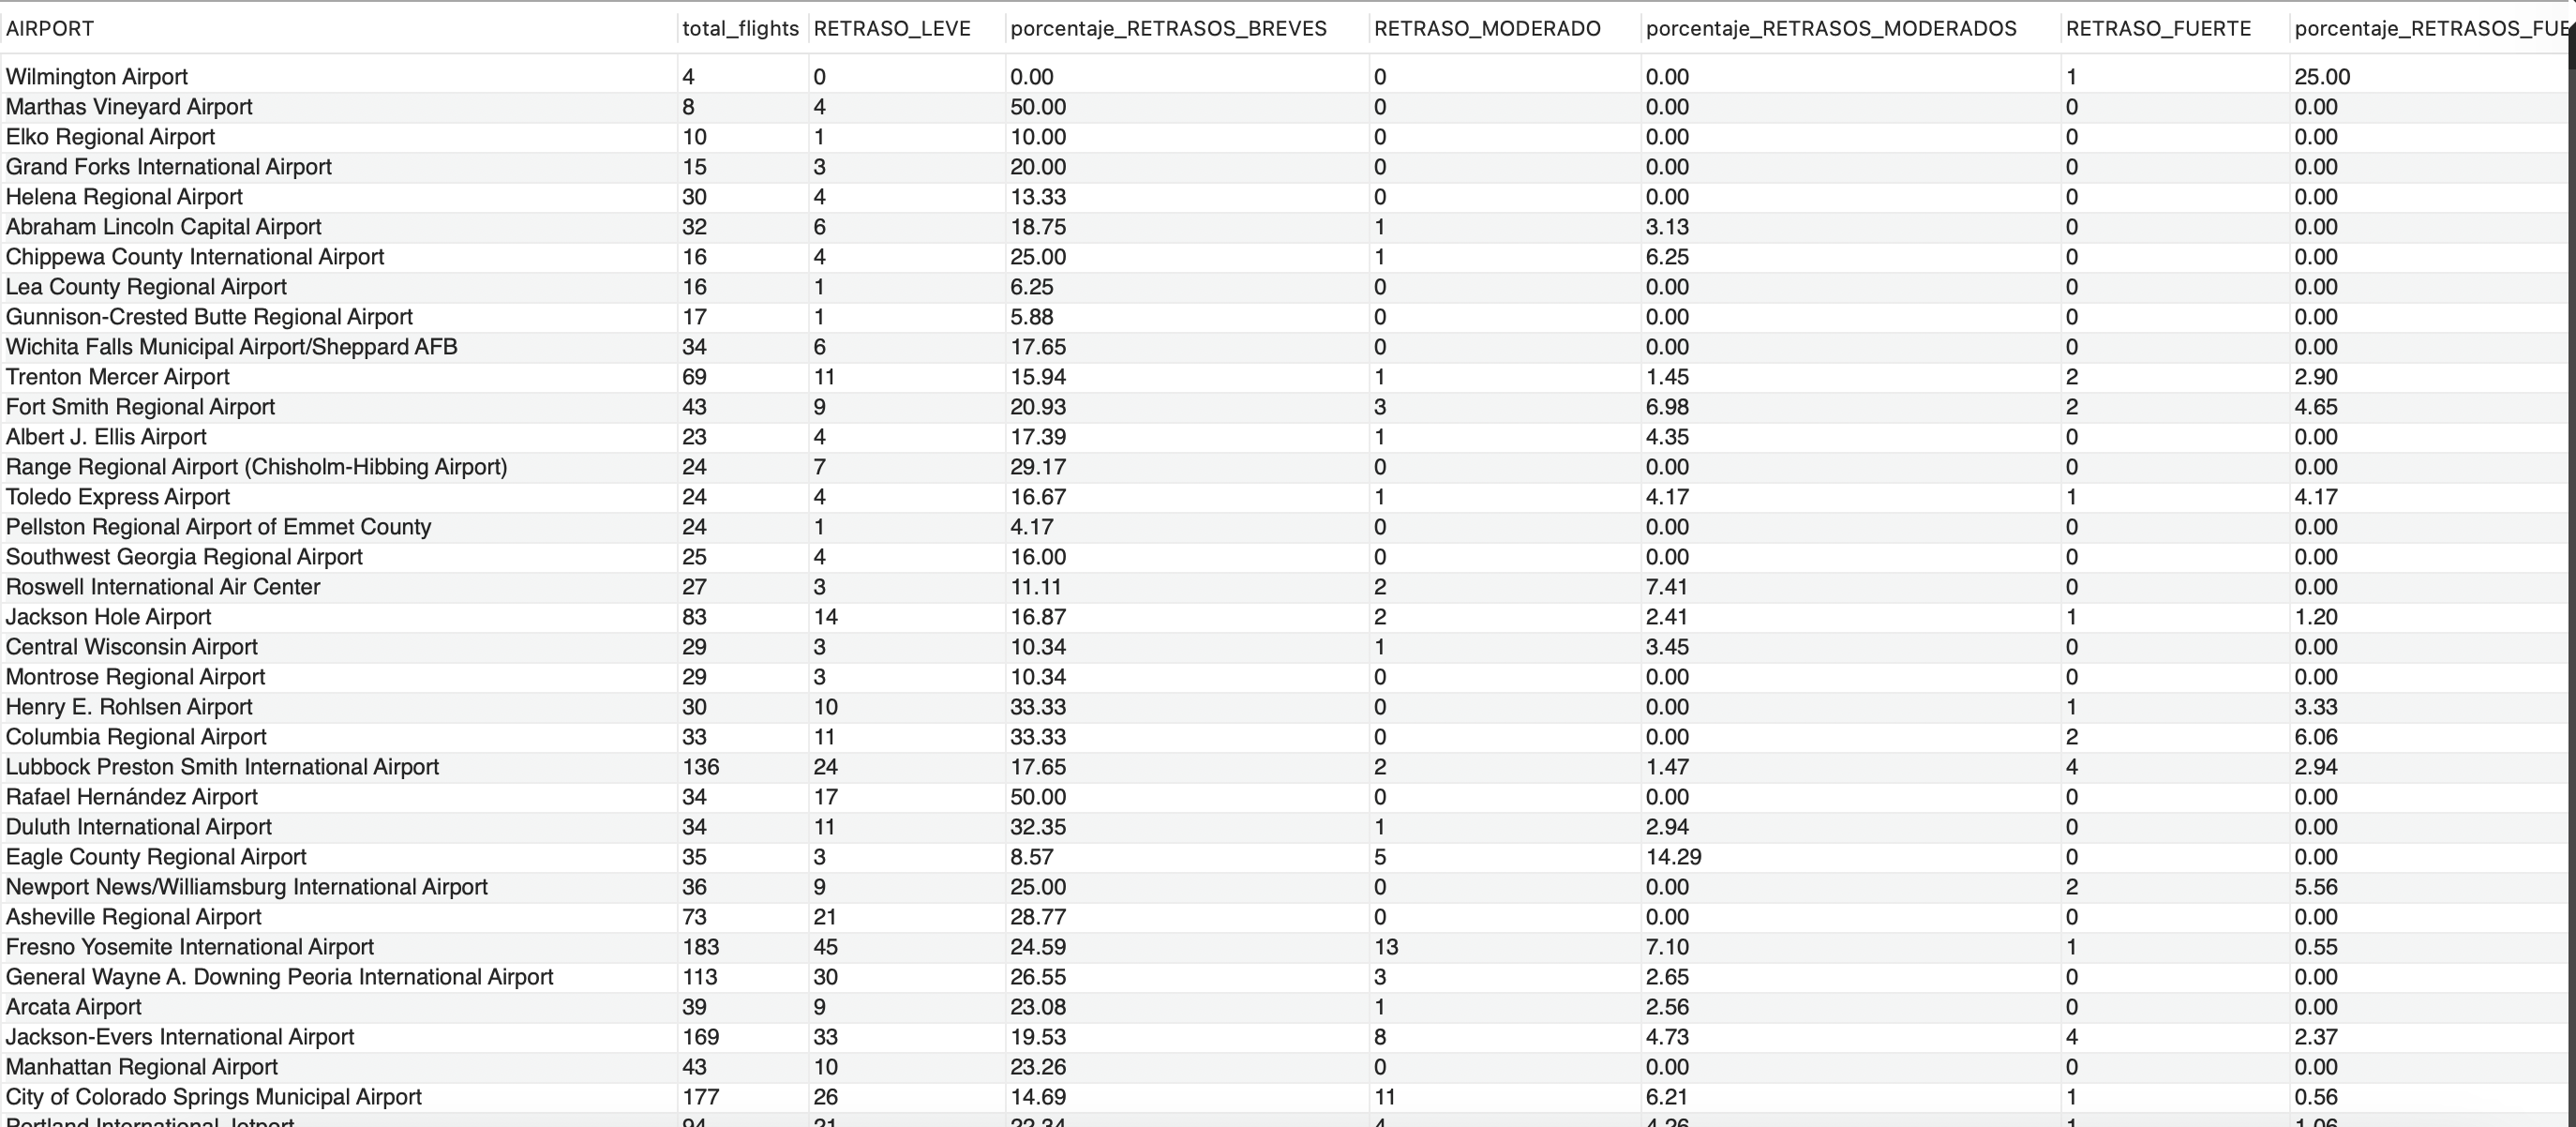 AIRPORT total_flights RETRASO_LEVE porcentaje_RETRASOS_BREVES RETRASO_MODERADO porcentaje_RETRASOS_MODERADOS RETRASO_FUERTE porcentaje_RETRASOS_FUE
Wilmington Airport 4 0 0.00 0 0.00 1 25.00
Marthas Vineyard Airport 8 4 50.00 0 0.00 0 0.00
Elko Regional Airport 10 1 10.00 0 0.00 0 0.00
Grand Forks International Airport 15 3 20.00 0 0.00 0 0.00
Helena Regional Airport 30 4 13.33 0 0.00 0 0.00
Abraham Lincoln Capital Airport 32 6 18.75 1 3.13 0 0.00
Chippewa County International Airport 16 4 25.00 1 6.25 0 0.00
Lea County Regional Airport 16 1 6.25 0 0.00 0 0.00
Gunnison-Crested Butte Regional Airport 17 1 5.88 0 0.00 0 0.00
Wichita Falls Municipal Airport/Sheppard AFB 34 6 17.65 0 0.00 0 0.00
Trenton Mercer Airport 69 11 15.94 1 1.45 2 2.90
Fort Smith Regional Airport 43 9 20.93 3 6.98 2 4.65
Albert J. Ellis Airport 23 4 17.39 1 4.35 0 0.00
Range Regional Airport (Chisholm-Hibbing Airport) 24 7 29.17 0 0.00 0 0.00
Toledo Express Airport 24 4 16.67 1 4.17 1 4.17
Pellston Regional Airport of Emmet County 24 1 4.17 0 0.00 0 0.00
Southwest Georgia Regional Airport 25 4 16.00 0 0.00 0 0.00
Roswell International Air Center 27 3 11.11 2 7.41 0 0.00
Jackson Hole Airport 83 14 16.87 2 2.41 1 1.20
Central Wisconsin Airport 29 3 10.34 1 3.45 0 0.00
Montrose Regional Airport 29 3 10.34 0 0.00 0 0.00
Henry E. Rohlsen Airport 30 10 33.33 0 0.00 1 3.33
Columbia Regional Airport 33 11 33.33 0 0.00 2 6.06
Lubbock Preston Smith International Airport 136 24 17.65 2 1.47 4 2.94
Rafael Hernández Airport 34 17 50.00 0 0.00 0 0.00
Duluth International Airport 34 11 32.35 1 2.94 0 0.00
Eagle County Regional Airport 35 3 8.57 5 14.29 0 0.00
Newport News/Williamsburg International Airport 36 9 25.00 0 0.00 2 5.56
Asheville Regional Airport 73 21 28.77 0 0.00 0 0.00
Fresno Yosemite International Airport 183 45 24.59 13 7.10 1 0.55
General Wayne A. Downing Peoria International Airport 113 30 26.55 3 2.65 0 0.00
Arcata Airport 39 9 23.08 1 2.56 0 0.00
Jackson-Evers International Airport 169 33 19.53 8 4.73 4 2.37
Manhattan Regional Airport 43 10 23.26 0 0.00 0 0.00
City of Colorado Springs Municipal Airport 177 26 14.69 11 6.21 1 0.56
Portland International Jetport 94 21 22.34 4 4.26 1 1.06